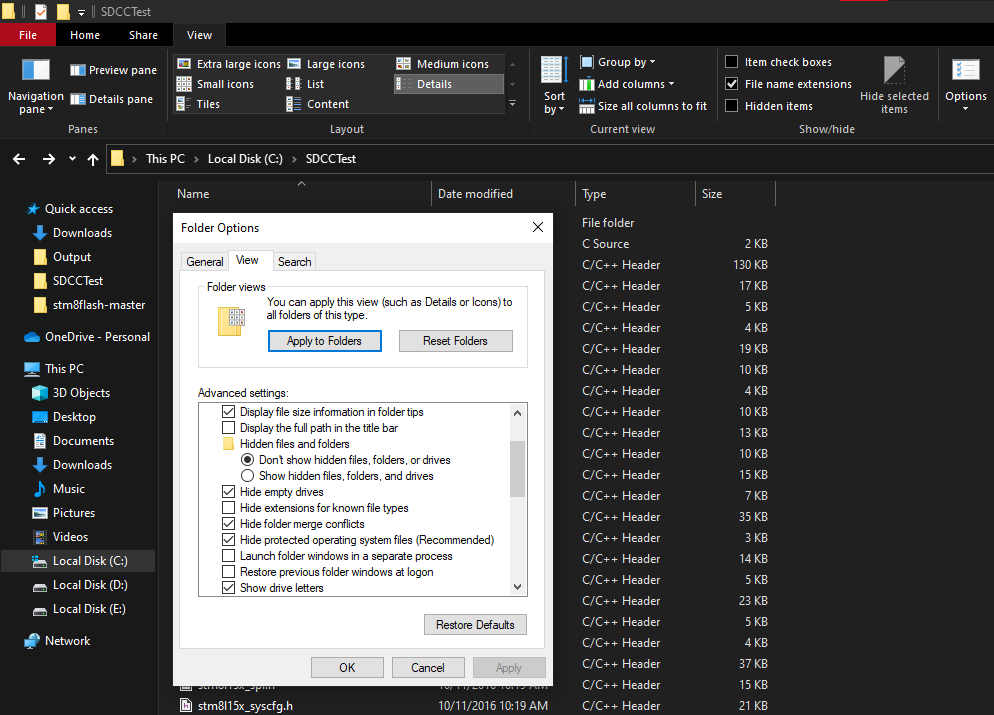 SDCCTest
File Home Share View
Navigation pane
Preview pane
Details pane
Panes
Extra large icons Large icons Medium icons
Small icons List Details
Tiles Content
Layout
Sort by
Group by
Add columns
Size all columns to fit
Current view
Item check boxes
File name extensions
Hidden items
Hide selected items
Show/hide
Options
This PC Local Disk (C:) SDCCTest
Quick access
Downloads
Output
SDCCTest
stm8flash-master
OneDrive - Personal
This PC
3D Objects
Desktop
Documents
Downloads
Music
Pictures
Videos
Local Disk (C:)
Local Disk (D:)
Local Disk (E:)
Network
Name Date modified Type Size
File folder
C Source 2 KB
C/C++ Header 130 KB
C/C++ Header 17 KB
C/C++ Header 5 KB
C/C++ Header 4 KB
C/C++ Header 19 KB
C/C++ Header 10 KB
C/C++ Header 4 KB
C/C++ Header 10 KB
C/C++ Header 13 KB
C/C++ Header 10 KB
C/C++ Header 15 KB
C/C++ Header 7 KB
C/C++ Header 35 KB
C/C++ Header 3 KB
C/C++ Header 14 KB
C/C++ Header 5 KB
C/C++ Header 23 KB
C/C++ Header 5 KB
C/C++ Header 4 KB
C/C++ Header 37 KB
stm8l15x_spi.h 10/11/2016 10:19 AM C/C++ Header 15 KB
stm8l15x_syscfg.h 10/11/2016 10:19 AM C/C++ Header 21 KB
Folder Options
General View Search
Folder views
You can apply this view (such as Details or Icons) to
all folders of this type.
Apply to Folders Reset Folders
Advanced settings:
Display file size information in folder tips
Display the full path in the title bar
Hidden files and folders
Don't show hidden files, folders, or drives
Show hidden files, folders, and drives
Hide empty drives
Hide extensions for known file types
Hide folder merge conflicts
Hide protected operating system files (Recommended)
Launch folder windows in a separate process
Restore previous folder windows at logon
Show drive letters
Restore Defaults
OK Cancel Apply